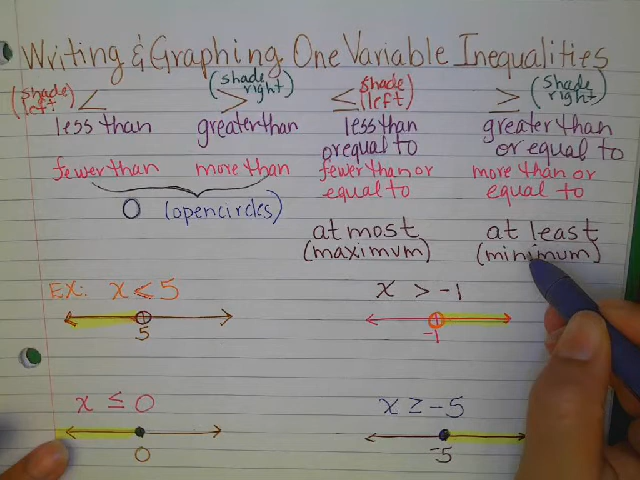 Writing & Graphing One Variable Inequalities
(shade left) < (shade right) > ≤ (shade left) ≥ (shade right)
less than greater than less than or equal to greater than or equal to
fewer than more than fewer than or equal to more than or equal to
O (open circles)
at most (maximum) at least (minimum)
EX: x < 5 x > -1
5 -1
x ≤ 0 x ≥ -5
0 -5